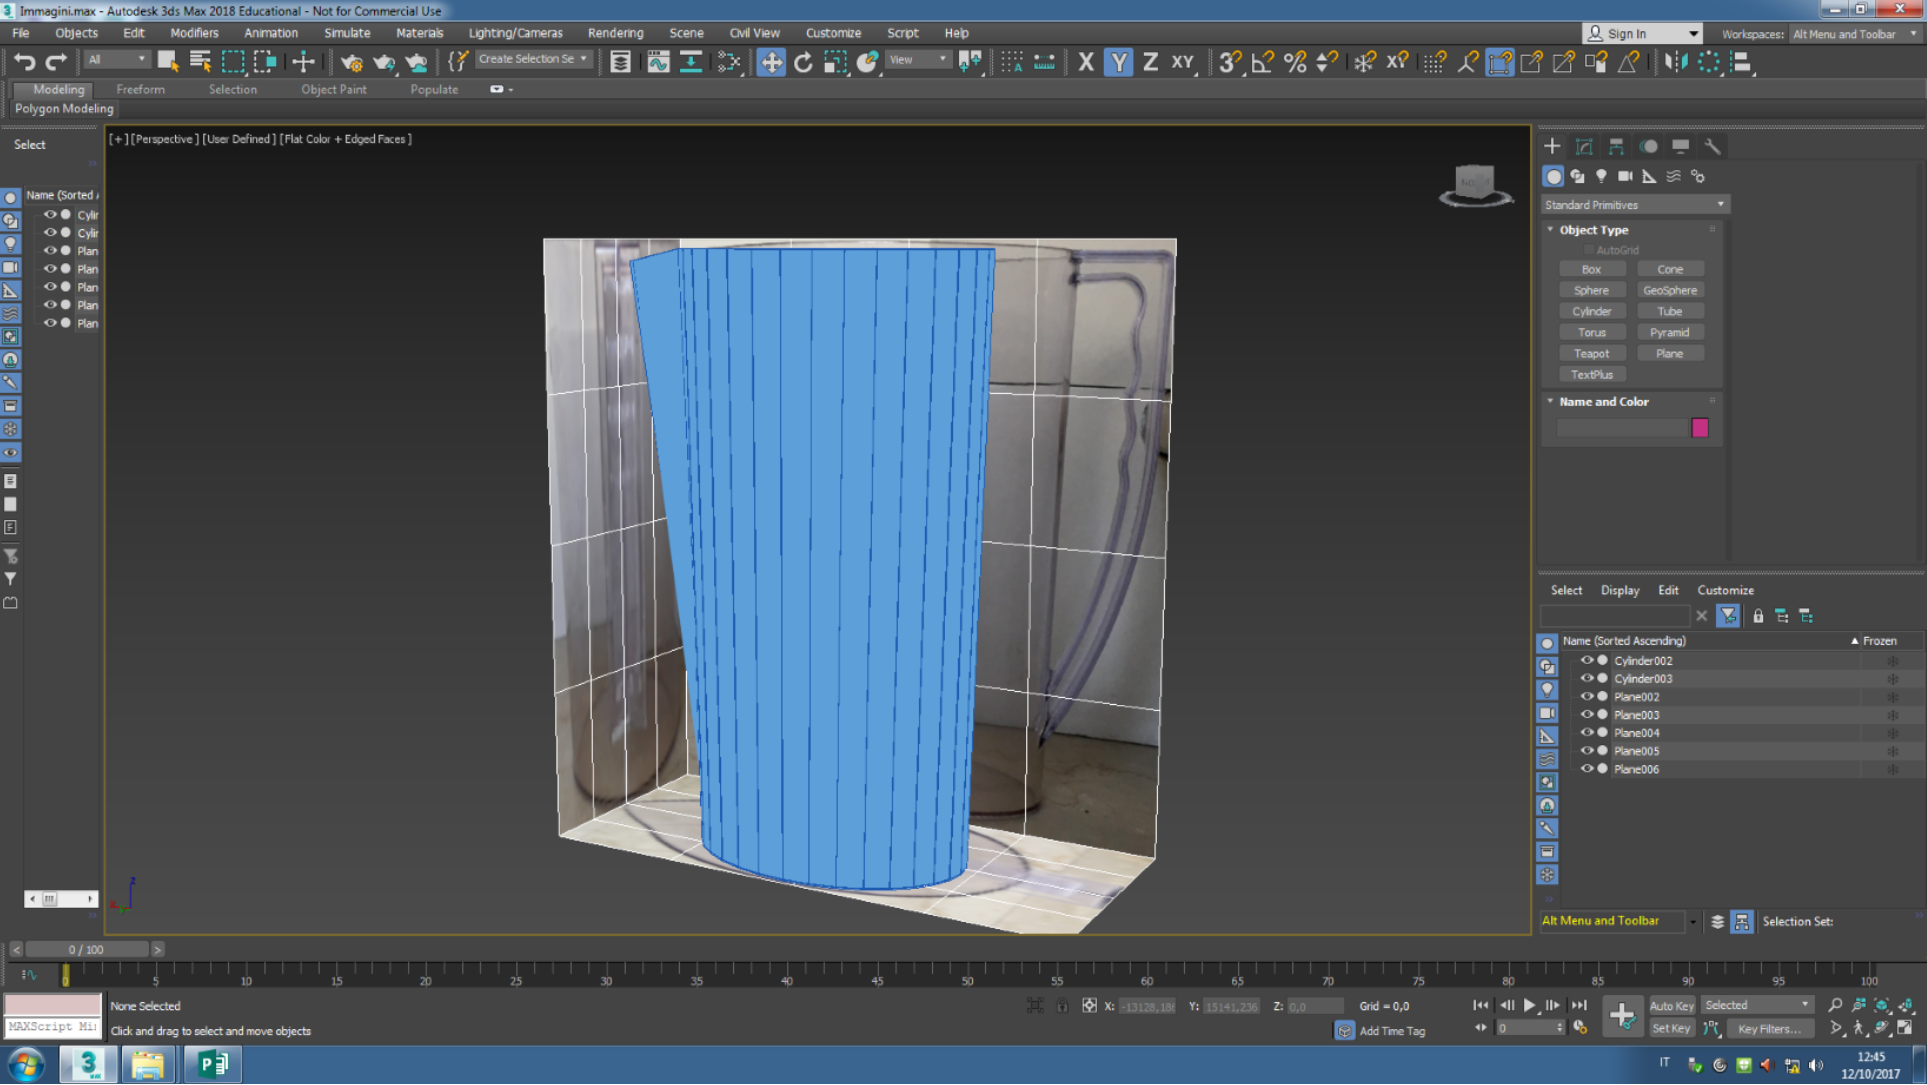 Immagini.max - Autodesk 3ds Max 2018 Educational - Not for Commercial Use
File Objects Edit Modifiers Animation Simulate Materials Lighting/Cameras Rendering Scene Civil View Customize Script Help
Sign In
Workspaces: Alt Menu and Toolbar
All
Create Selection Se
View
X Y Z XY
Modeling Freeform Selection Object Paint Populate
Polygon Modeling
Select
Name (Sorted A
Cylin
Cylin
Plan
Plan
Plan
Plan
Plan
[+] [Perspective] [User Defined] [Flat Color + Edged Faces]
z
Standard Primitives
Object Type
AutoGrid
Box Cone
Sphere GeoSphere
Cylinder Tube
Torus Pyramid
Teapot Plane
TextPlus
Name and Color
Select Display Edit Customize
Name (Sorted Ascending) Frozen
Cylinder002
Cylinder003
Plane002
Plane003
Plane004
Plane005
Plane006
Alt Menu and Toolbar
Selection Set:
0 / 100
0 5 10 15 20 25 30 35 40 45 50 55 60 65 70 75 80 85 90 95 100
None Selected
X: -13128,186 Y: 15141,236 Z: 0,0 Grid = 0,0
Auto Key Selected
MAXScript Mi
Click and drag to select and move objects
Add Time Tag
0
Set Key Key Filters...
IT
12:45
12/10/2017